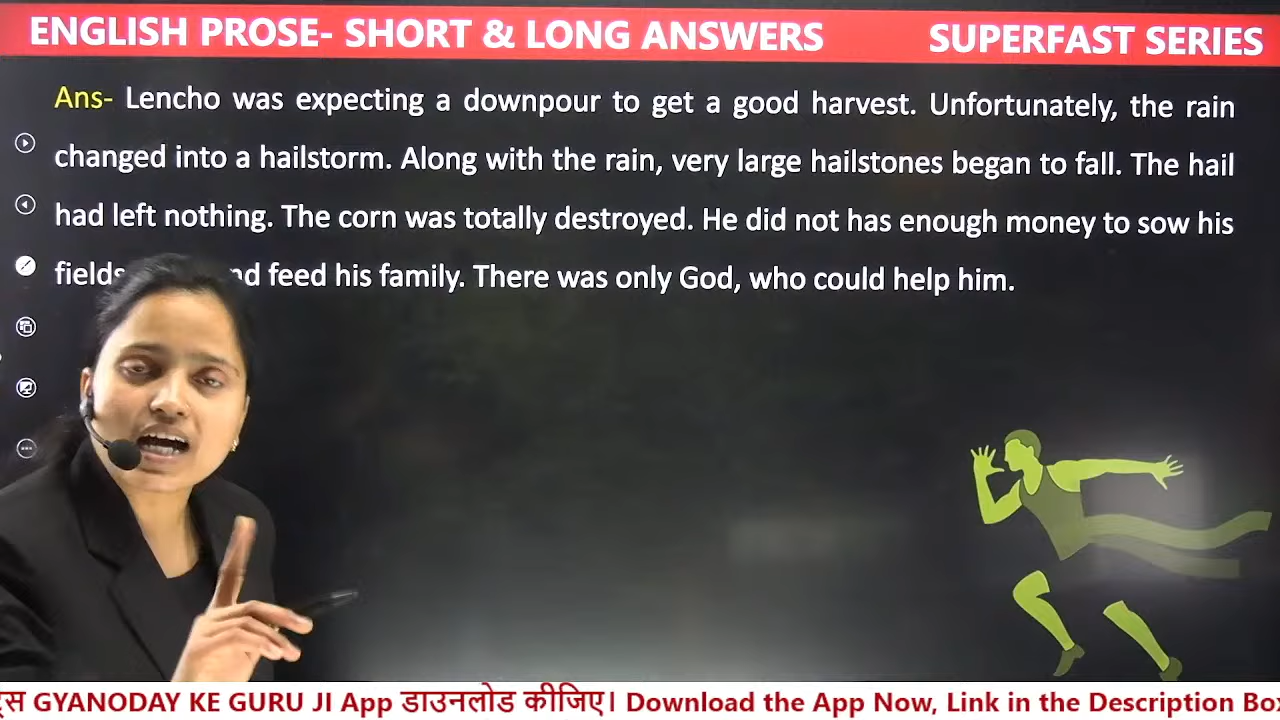 ENGLISH PROSE- SHORT & LONG ANSWERS SUPERFAST SERIES
Ans- Lencho was expecting a downpour to get a good harvest. Unfortunately, the rain
changed into a hailstorm. Along with the rain, very large hailstones began to fall. The hail
had left nothing. The corn was totally destroyed. He did not has enough money to sow his
fields feed his family. There was only God, who could help him.
GYANODAY KE GURU JI App डाउनलोड कीजिए। Download the App Now, Link in the Description Box